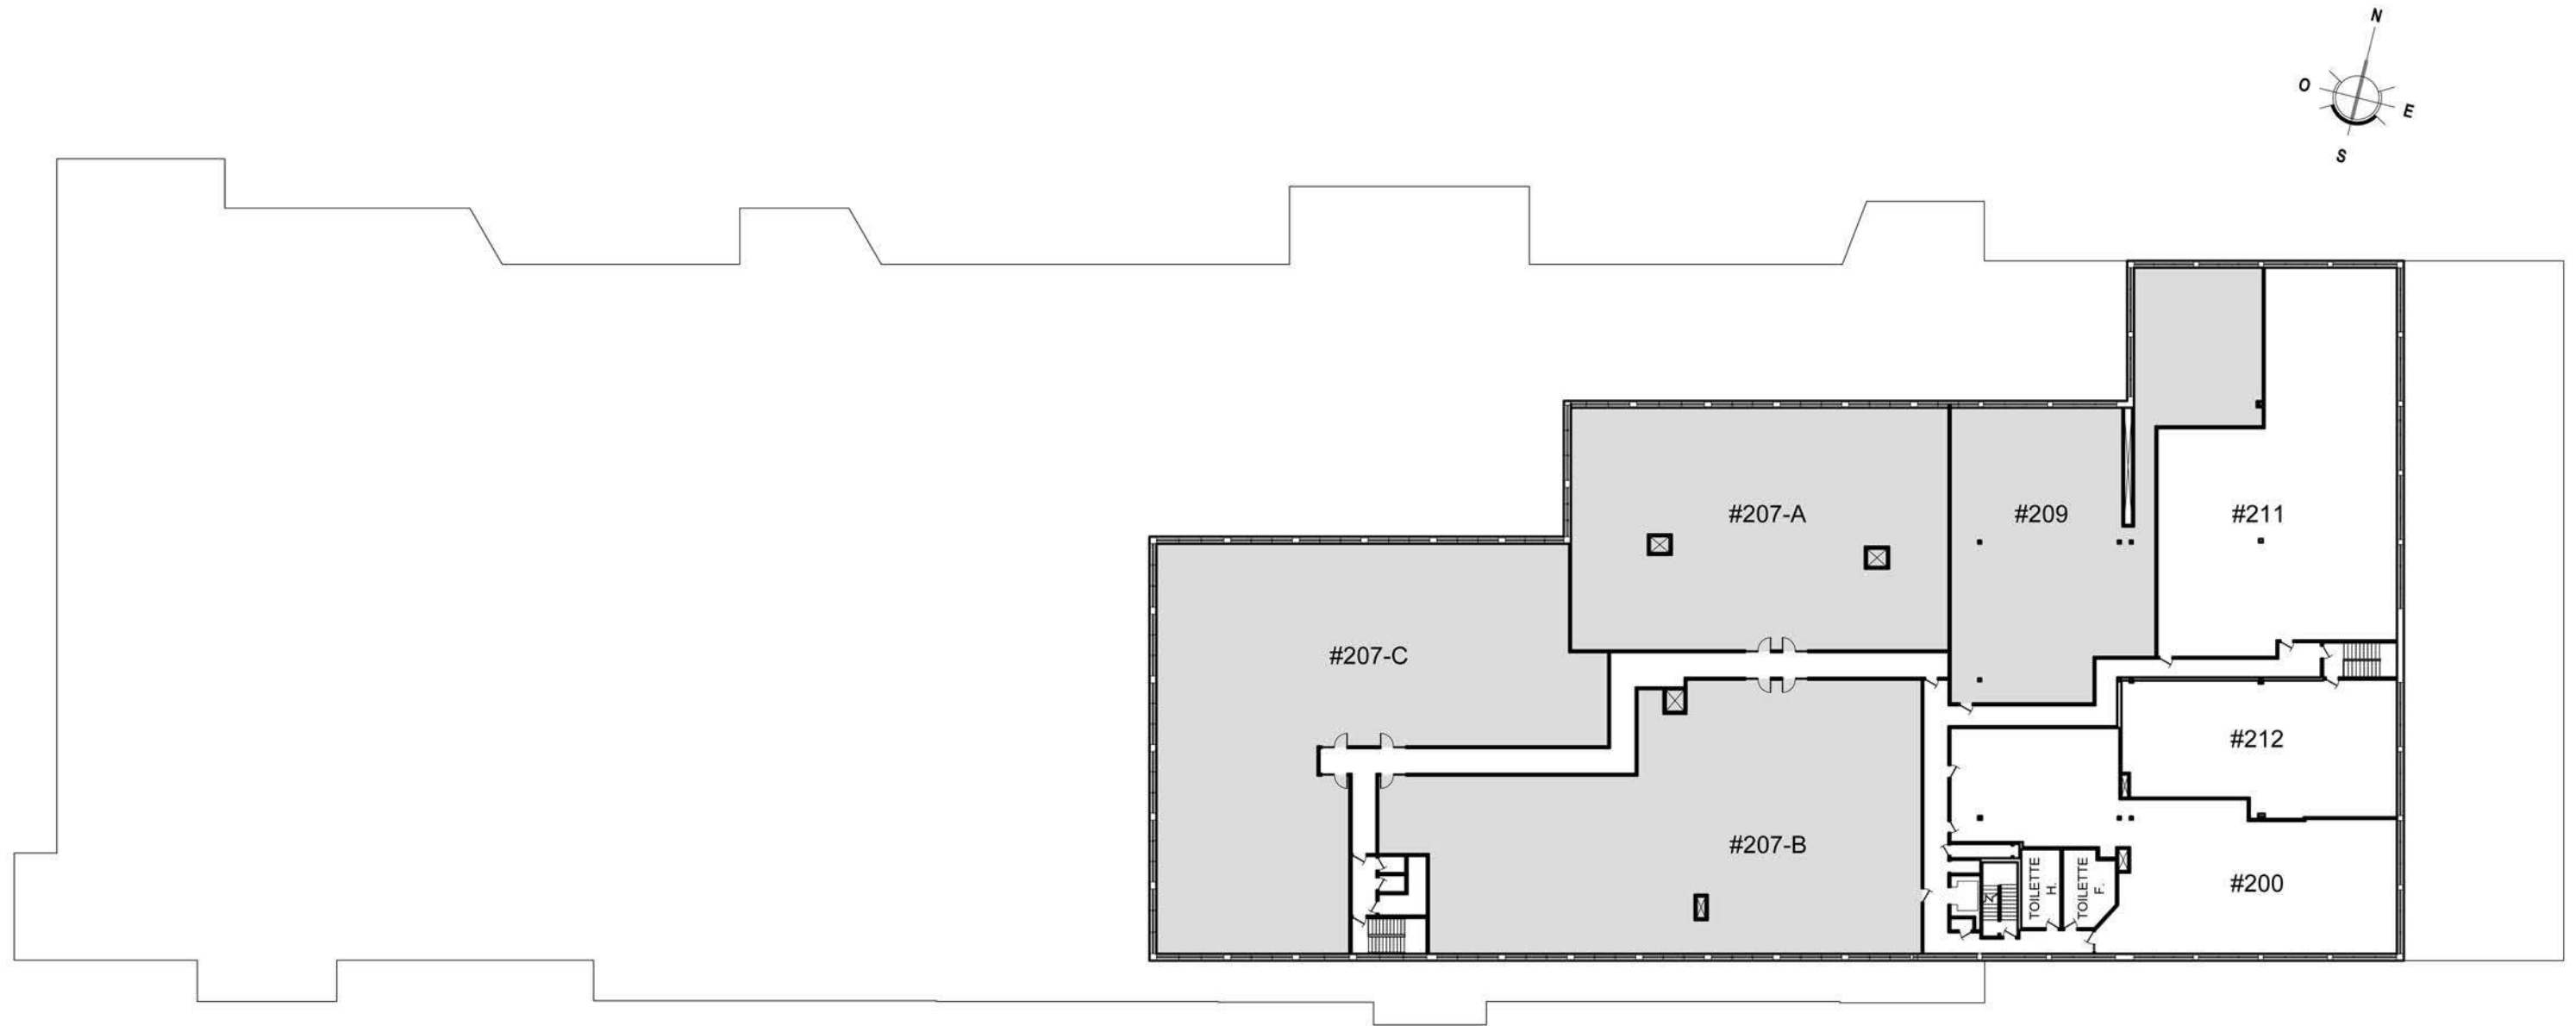 N
O
E
S
#207-A
#209
#211
#207-C
#212
#207-B
#200
TOILETTE
H.
TOILETTE
F.